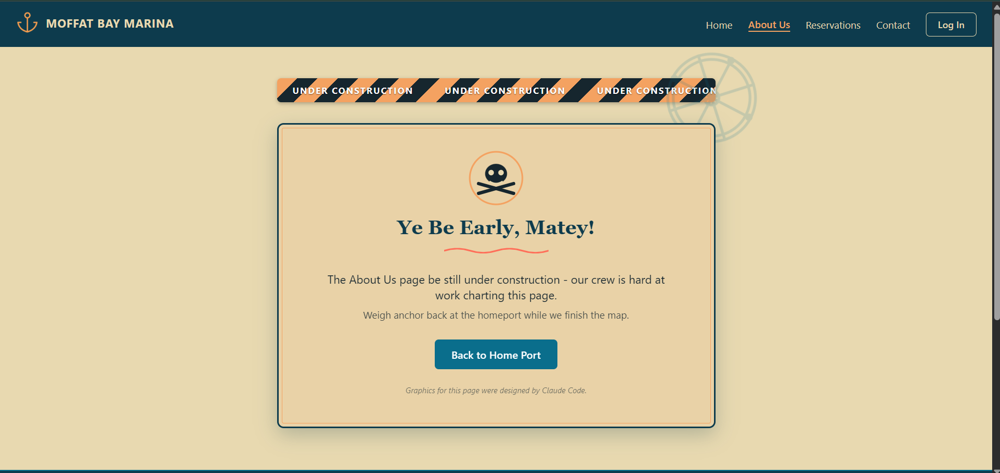 MOFFAT BAY MARINA
Home About Us Reservations Contact Log In
UNDER CONSTRUCTION UNDER CONSTRUCTION UNDER CONSTRUCTION
Ye Be Early, Matey!
The About Us page be still under construction - our crew is hard at
work charting this page.
Weigh anchor back at the homeport while we finish the map.
Back to Home Port
Graphics for this page were designed by Claude Code.